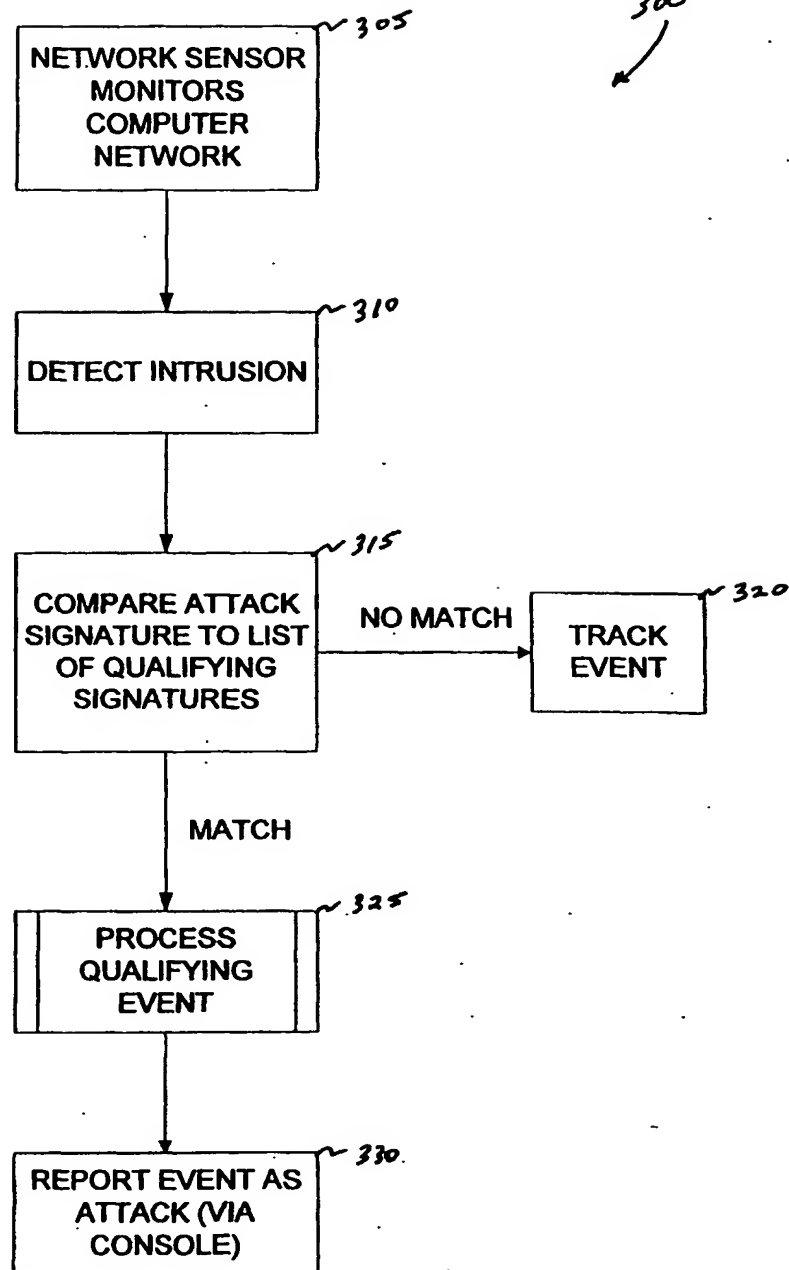 305
300
NETWORK SENSOR
MONITORS
COMPUTER
NETWORK
310
DETECT INTRUSION
315
COMPARE ATTACK
SIGNATURE TO LIST
OF QUALIFYING
SIGNATURES
NO MATCH
320
TRACK
EVENT
MATCH
325
PROCESS
QUALIFYING
EVENT
330
REPORT EVENT AS
ATTACK (VIA
CONSOLE)